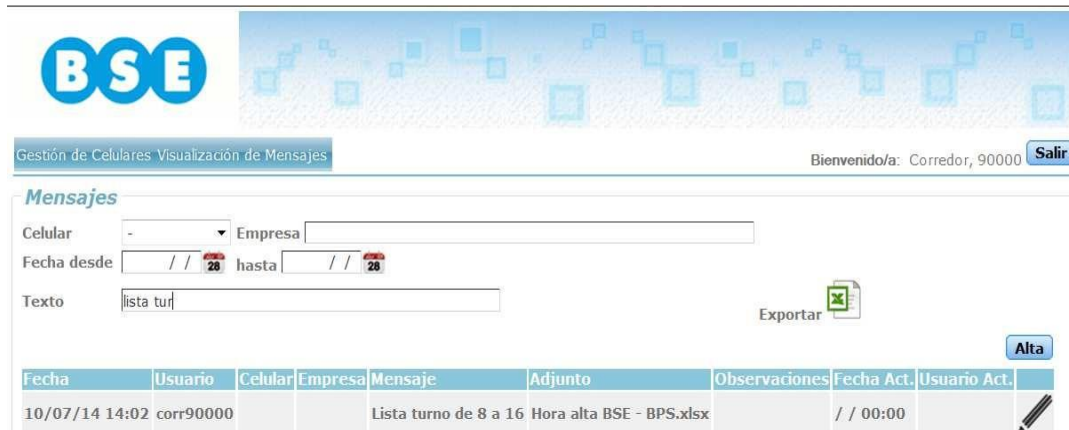 BSE
Gestión de Celulares Visualización de Mensajes
Bienvenido/a: Corredor, 90000 Salir
Mensajes
Celular - Empresa
Fecha desde / / 28 hasta / / 28
Texto lista tur
Exportar
Alta
Fecha Usuario Celular Empresa Mensaje Adjunto Observaciones Fecha Act. Usuario Act.
10/07/14 14:02 corr90000 Lista turno de 8 a 16 Hora alta BSE - BPS.xlsx / / 00:00